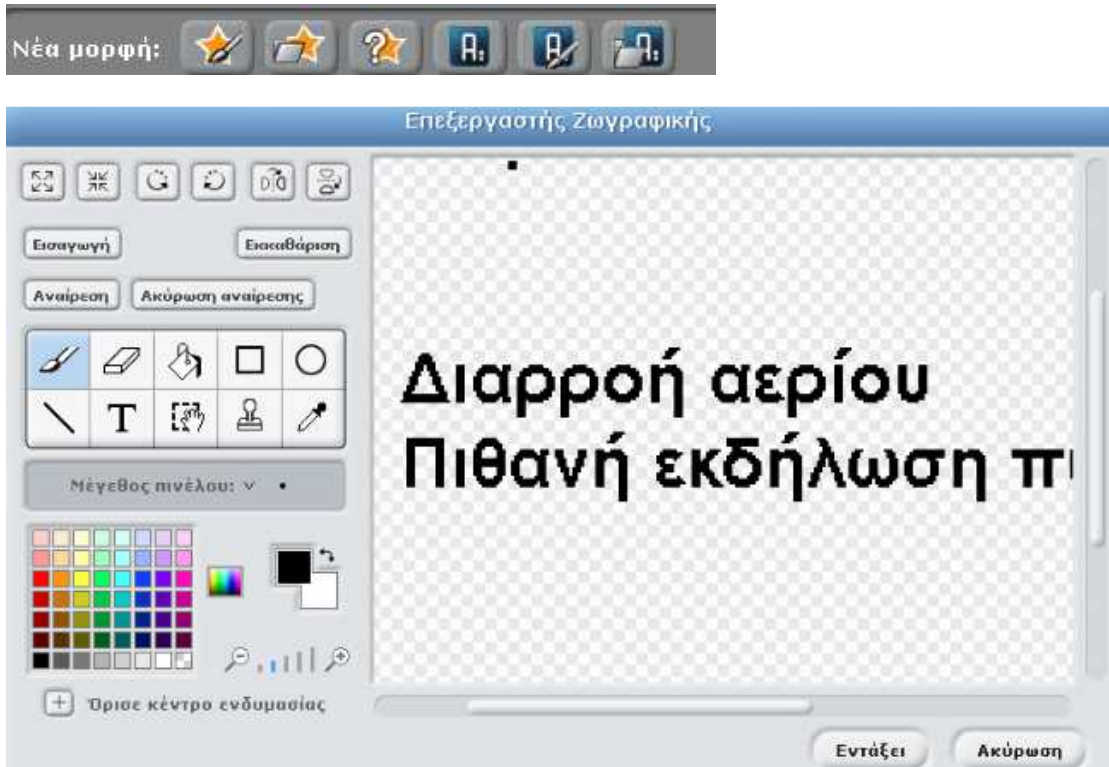 Νέα μορφή:
Επεξεργαστής Ζωγραφικής
Εισαγωγή Εκκαθάριση
Αναίρεση Ακύρωση αναίρεσης
T
Μέγεθος πινέλου:
Διαρροή αερίου
Πιθανή εκδήλωση
Όρισε κέντρο ενδυμασίας
Εντάξει Ακύρωση